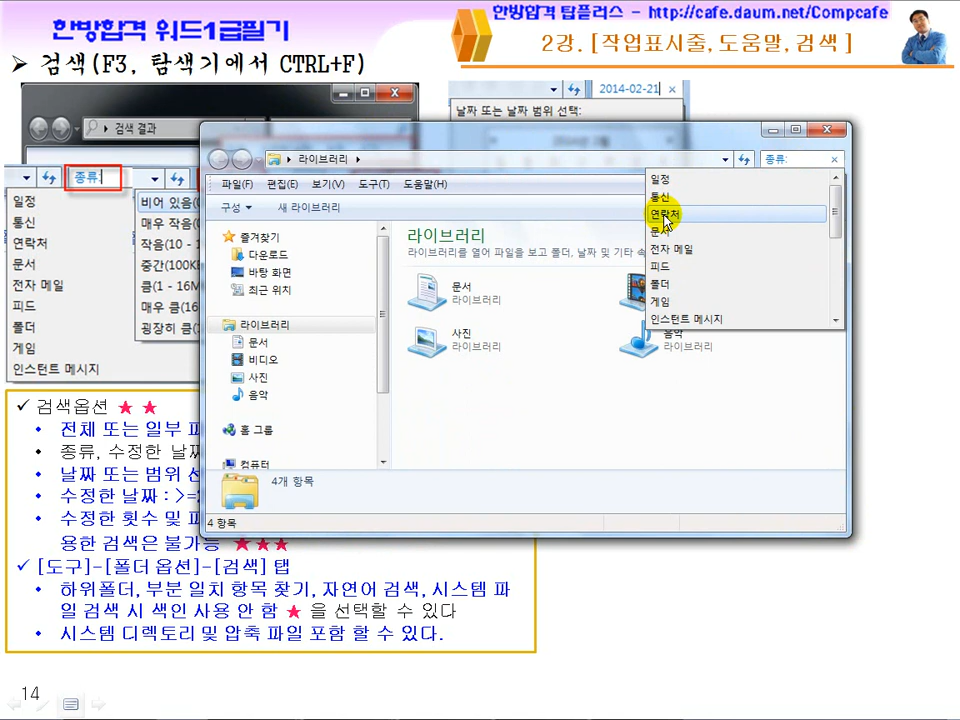 한방합격 워드1급필기
한방합격 탑플러스 - http://cafe.daum.net/Compcafe
2강. [작업표시줄, 도움말, 검색 ]
➢ 검색(F3, 탐색기에서 CTRL+F)
2014-02-21
날짜 또는 날짜 범위 선택:
검색 결과
종류:
일정
통신
연락처
문서
전자 메일
피드
폴더
게임
인스턴트 메시지
비어 있음(0
매우 작음(0
작음(10 - 1
중간(100KE
큼(1 - 16M
매우 큼(16
굉장히 큼(
라이브러리
종류:
파일(F) 편집(E) 보기(V) 도구(T) 도움말(H)
구성 새 라이브러리
즐겨찾기
다운로드
바탕 화면
최근 위치
라이브러리
문서
비디오
사진
음악
홈 그룹
컴퓨터
라이브러리
라이브러리를 열어 파일을 보고 폴더, 날짜 및 기타 속
문서
라이브러리
사진
라이브러리
음악
라이브러리
일정
통신
연락처
문서
전자 메일
피드
폴더
게임
인스턴트 메시지
4개 항목
4 항목
✓ 검색옵션 ★ ★
• 전체 또는 일부 파
• 종류, 수정한 날짜
• 날짜 또는 범위 선
• 수정한 날짜 : >=2
• 수정한 횟수 및 파
용한 검색은 불가능 ★★★
✓ [도구]-[폴더 옵션]-[검색] 탭
• 하위폴더, 부분 일치 항목 찾기, 자연어 검색, 시스템 파
일 검색 시 색인 사용 안 함 ★ 을 선택할 수 있다
• 시스템 디렉토리 및 압축 파일 포함 할 수 있다.
14